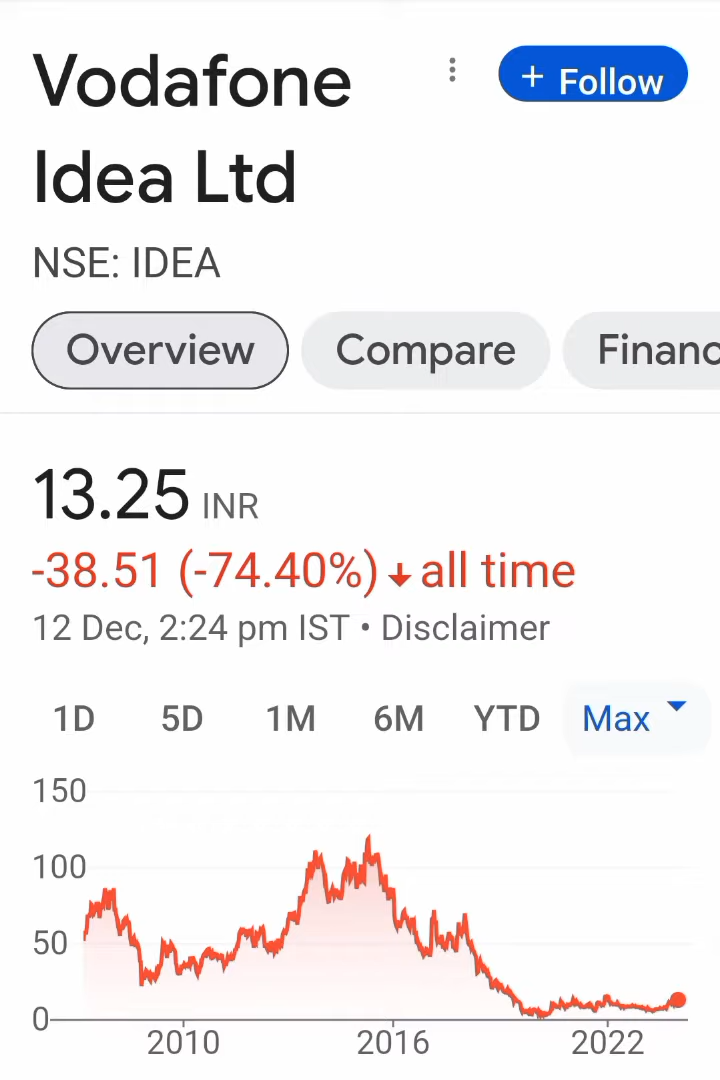 Vodafone
Idea Ltd
+ Follow
NSE: IDEA
Overview
Compare
Financ
13.25 INR
-38.51 (-74.40%) ↓ all time
12 Dec, 2:24 pm IST • Disclaimer
1D 5D 1M 6M YTD Max
150
100
50
0
2010 2016 2022